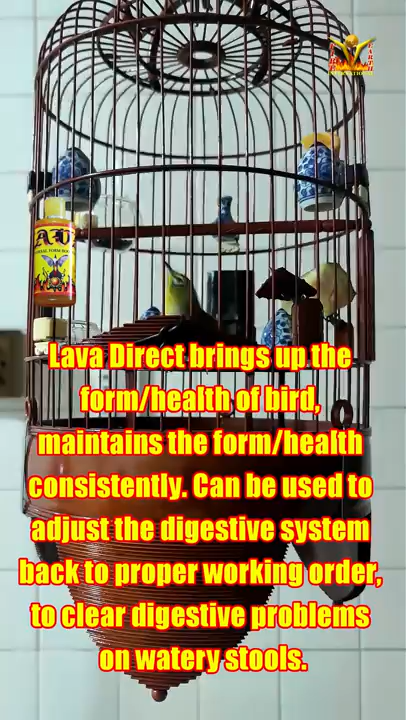 Lava Direct brings up the
form/health of bird,
maintains the form/health
consistently. Can be used to
adjust the digestive system
back to proper working order,
to clear digestive problems
on watery stools.